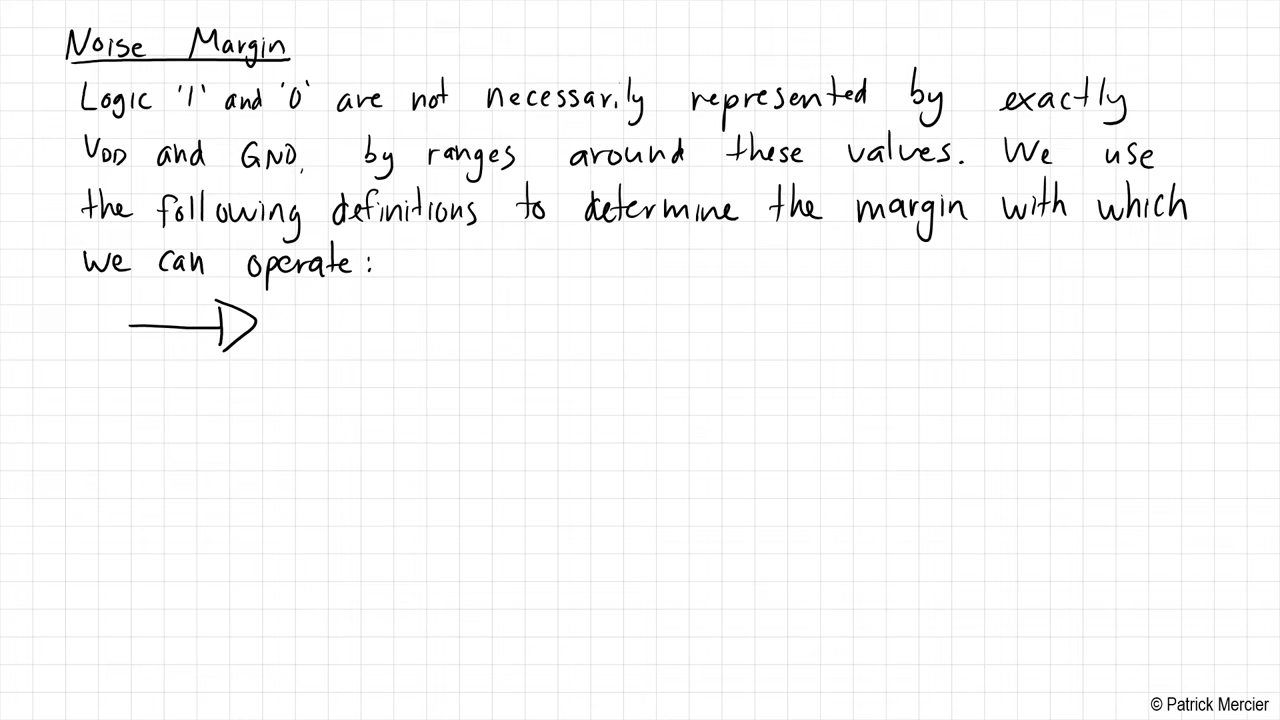 Noise Margin
Logic '1' and '0' are not necessarily represented by exactly
VDD and GND, by ranges around these values. We use
the following definitions to determine the margin with which
we can operate:
© Patrick Mercier